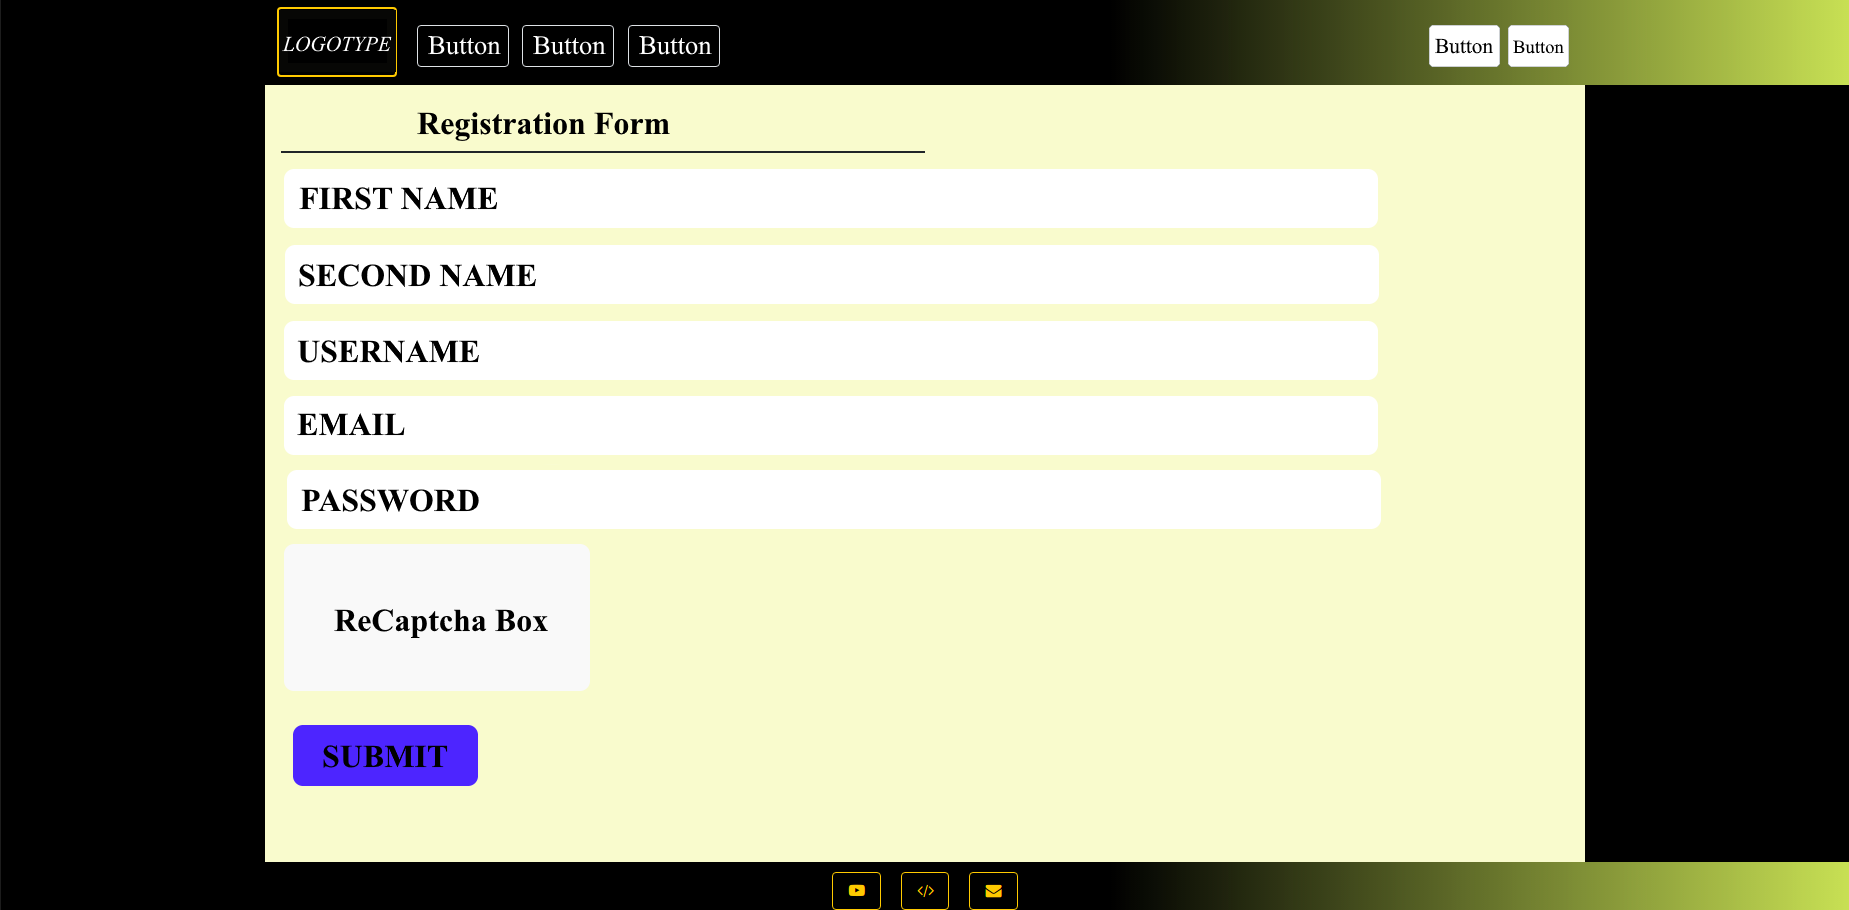 LOGOTYPE Button Button Button Button Button
Registration Form
FIRST NAME
SECOND NAME
USERNAME
EMAIL
PASSWORD
ReCaptcha Box
SUBMIT